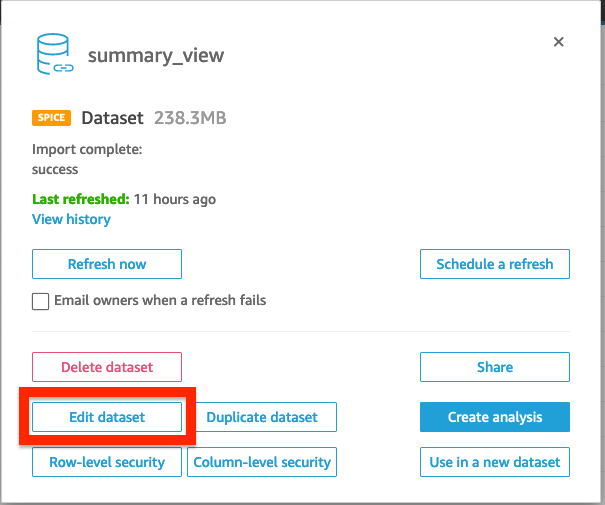 summary_view
SPICE Dataset 238.3MB
Import complete:
success
Last refreshed: 11 hours ago
View history
Refresh now Schedule a refresh
Email owners when a refresh fails
Delete dataset Share
Edit dataset Duplicate dataset Create analysis
Row-level security Column-level security Use in a new dataset